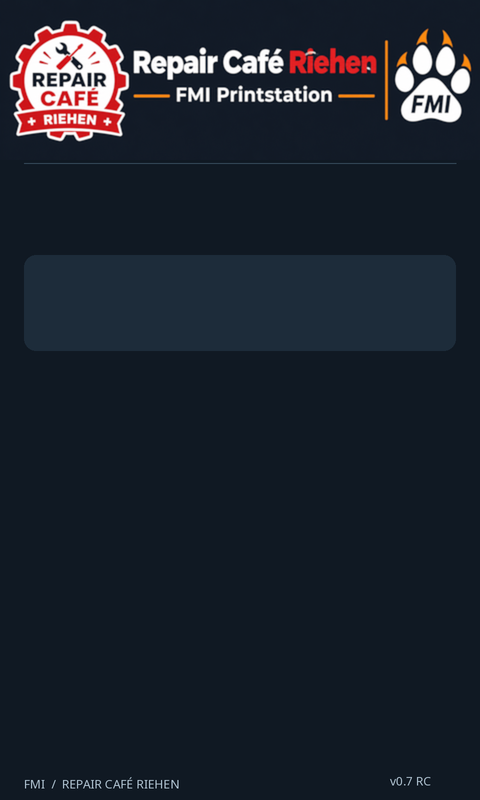 REPAIR
CAFÉ
RIEHEN
Repair Café Riehen
FMI Printstation
FMI
FMI / REPAIR CAFÉ RIEHEN
v0.7 RC